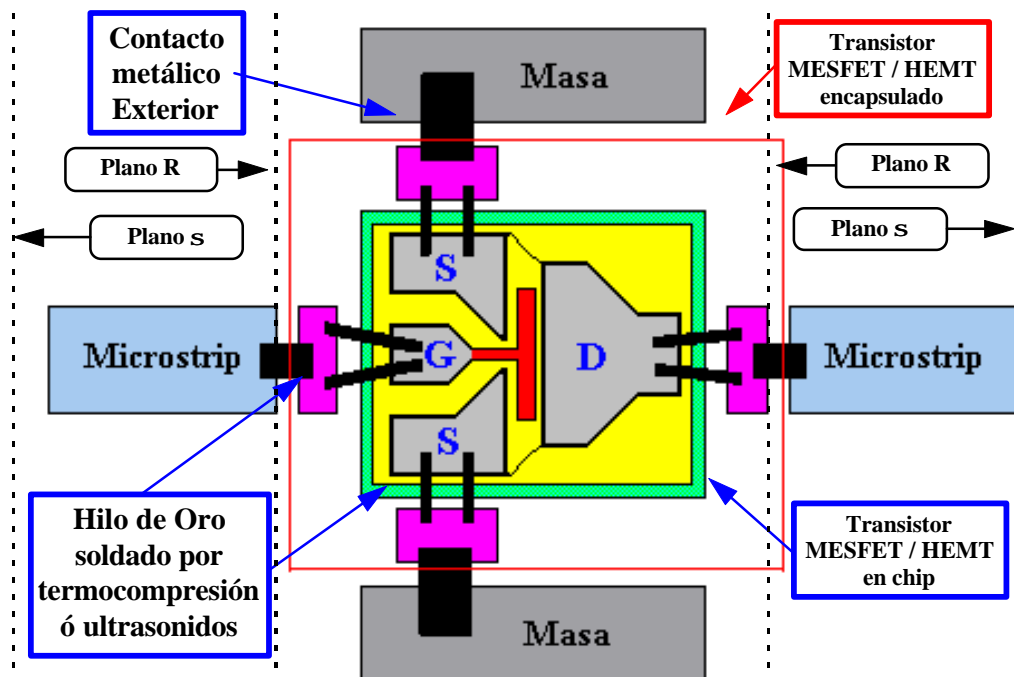 Contacto
metálico
Exterior
Masa
Transistor
MESFET / HEMT
encapsulado
Plano R
Plano R
Plano s
Plano s
S
Microstrip
G
D
Microstrip
S
Hilo de Oro
soldado por
termocompresión
ó ultrasonidos
Transistor
MESFET / HEMT
en chip
Masa